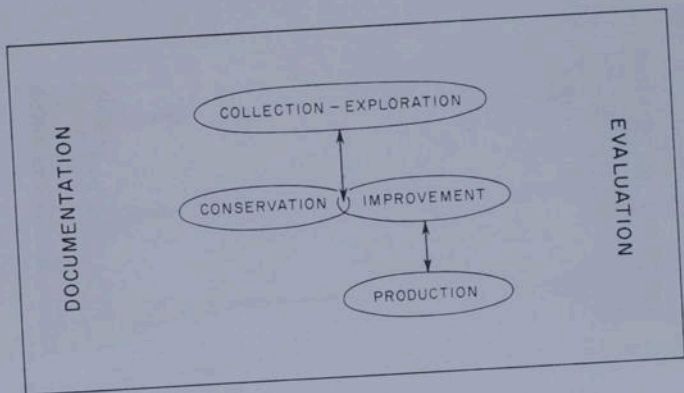 DOCUMENTATION
COLLECTION – EXPLORATION
CONSERVATION
IMPROVEMENT
PRODUCTION
EVALUATION